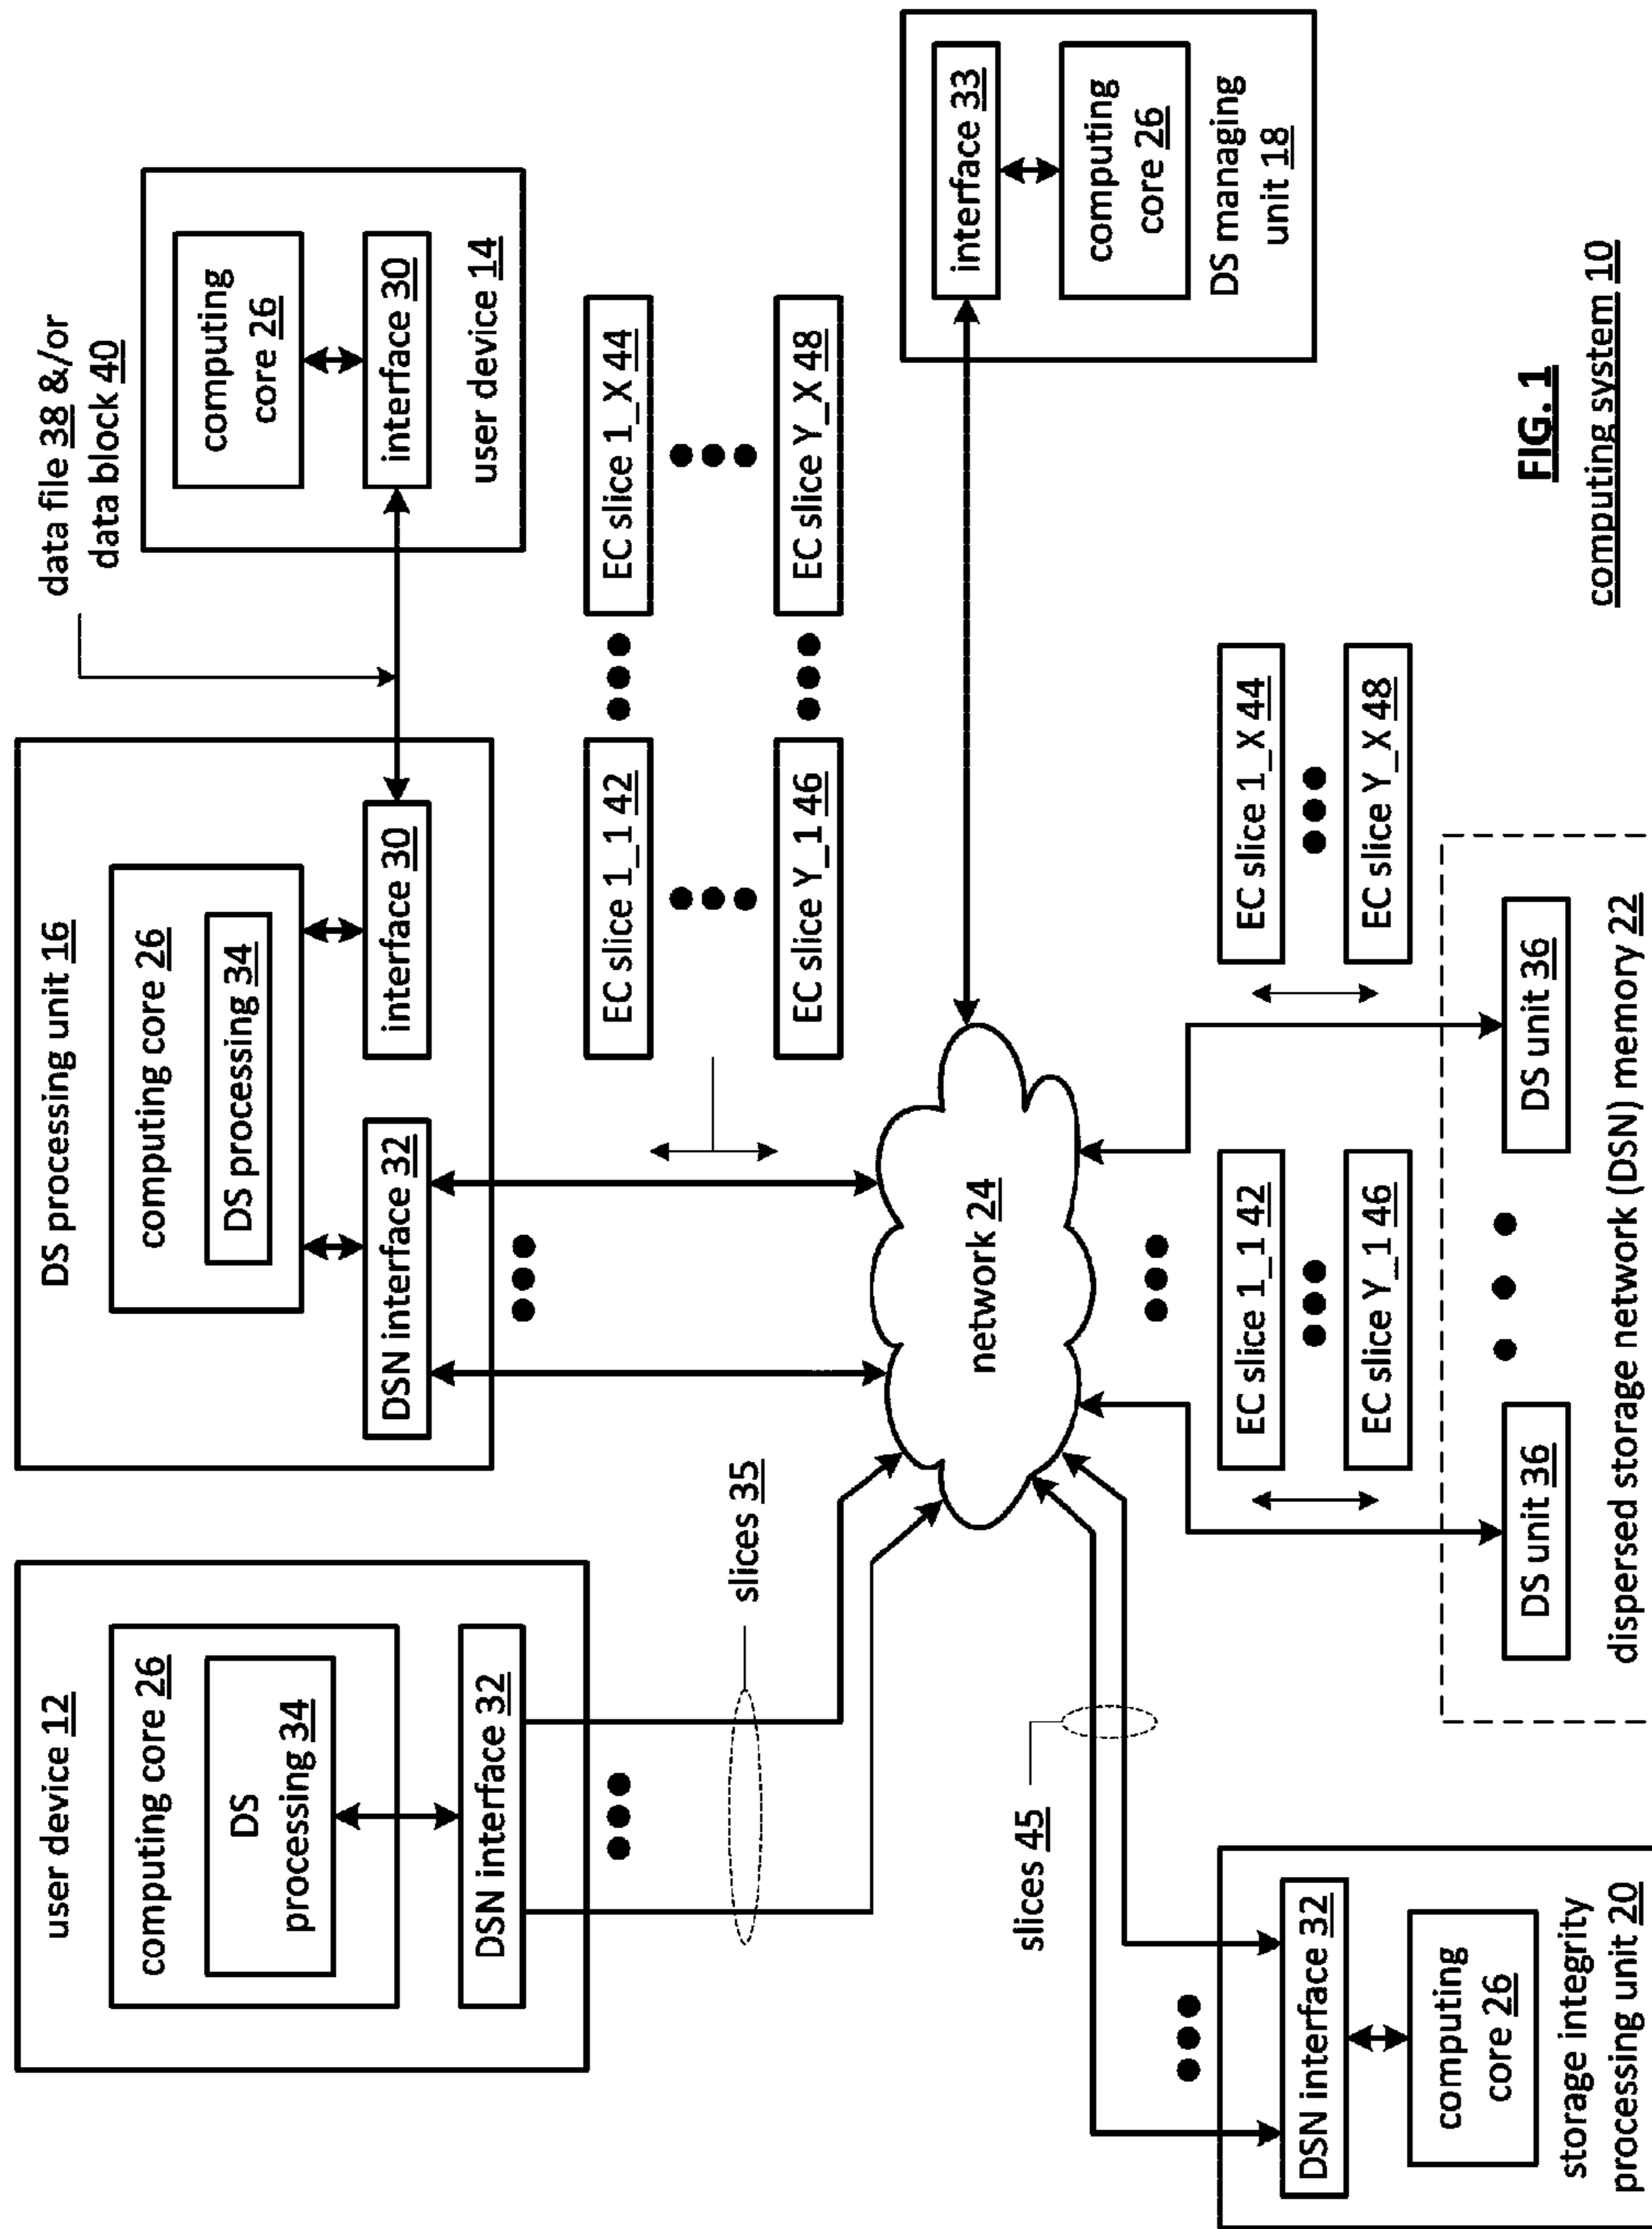 user device 12
computing core 26
DS
processing 34
DSN interface 32
slices 35
DS processing unit 16
computing core 26
DS processing 34
DSN interface 32
interface 30
data file 38 &/or
data block 40
computing
core 26
interface 30
user device 14
EC slice 1_1 42
EC slice 1_X 44
EC slice Y_1 46
EC slice Y_X 48
network 24
interface 33
computing
core 26
DS managing
unit 18
slices 45
DSN interface 32
computing
core 26
storage integrity
processing unit 20
EC slice 1_1 42
EC slice Y_1 46
EC slice 1_X 44
EC slice Y_X 48
DS unit 36
DS unit 36
dispersed storage network (DSN) memory 22
FIG. 1
computing system 10